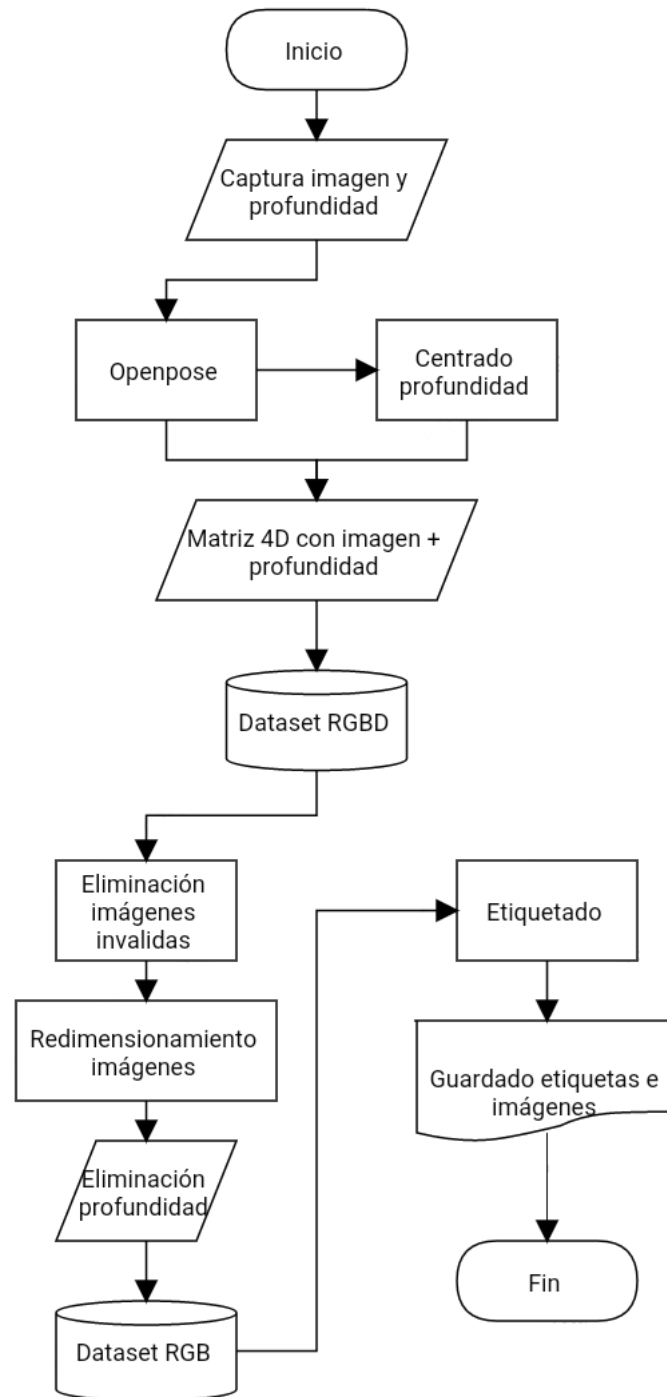 Inicio
Captura imagen y
profundidad
Openpose
Centrado
profundidad
Matriz 4D con imagen +
profundidad
Dataset RGBD
Eliminación
imágenes
invalidas
Redimensionamiento
imágenes
Eliminación
profundidad
Dataset RGB
Etiquetado
Guardado etiquetas e
imágenes
Fin